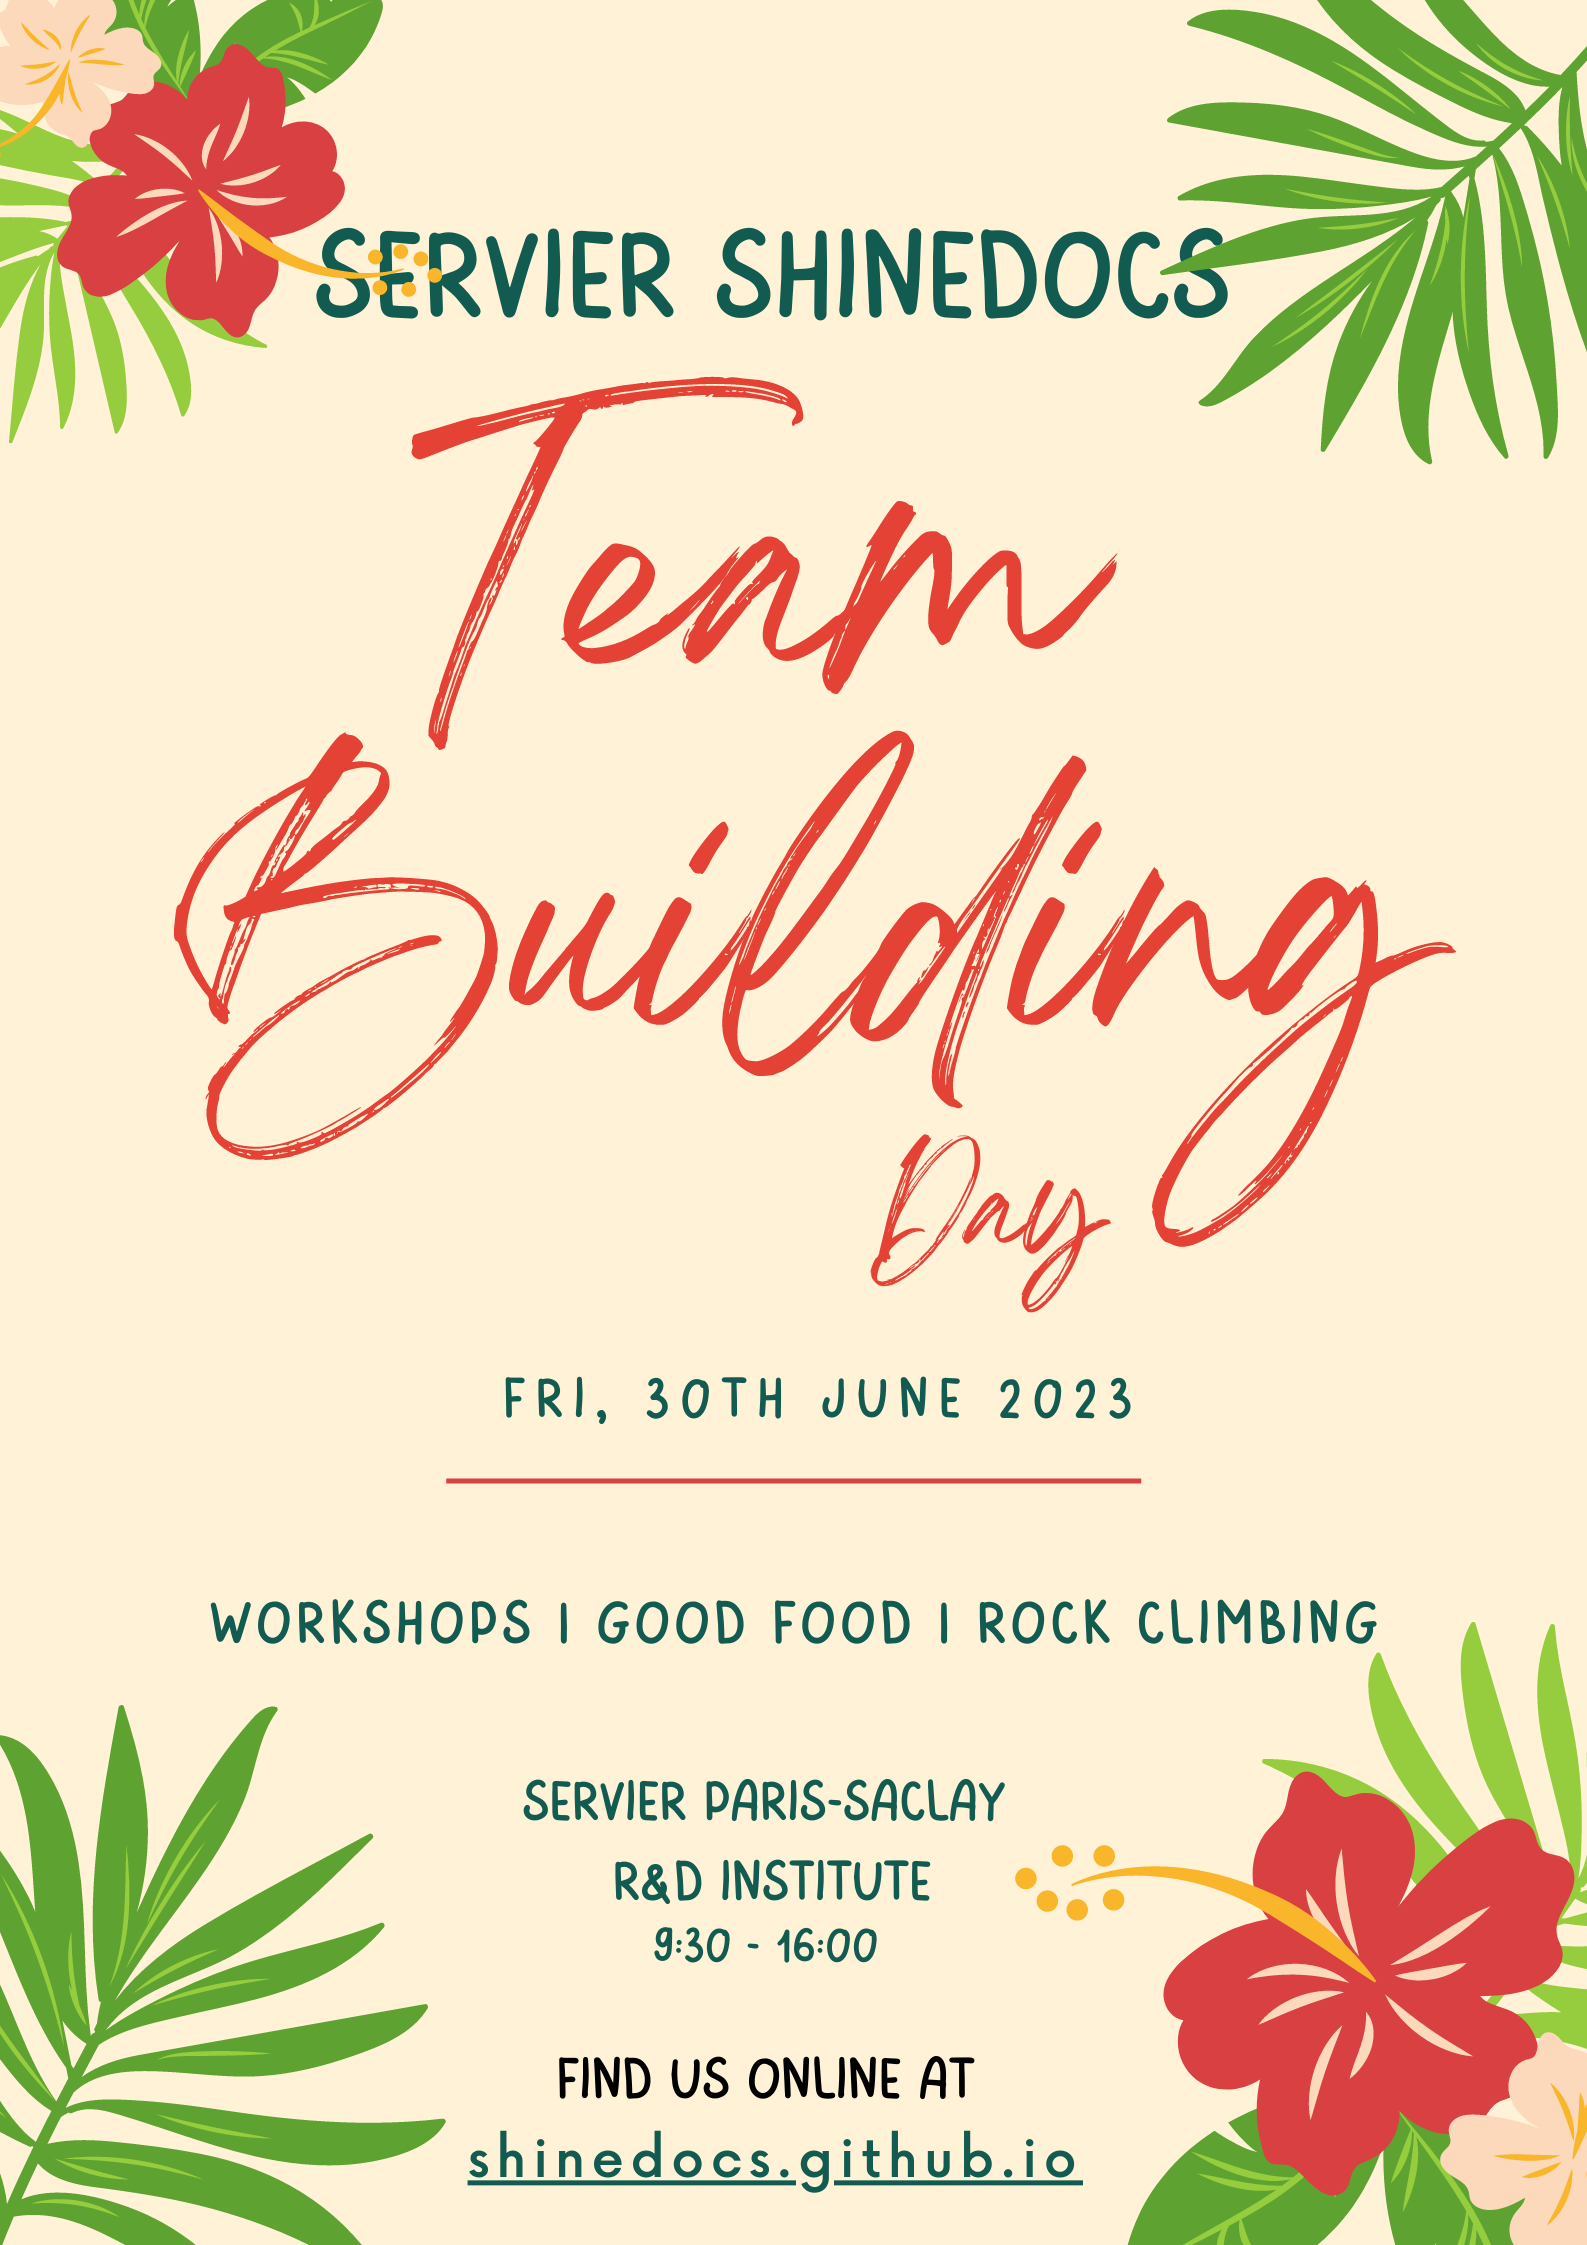 SERVIER SHINEDOCS
Team
Building
Day
FRI, 30TH JUNE 2023
WORKSHOPS | GOOD FOOD | ROCK CLIMBING
SERVIER PARIS-SACLAY
R&D INSTITUTE
9:30 - 16:00
FIND US ONLINE AT
shinedocs.github.io